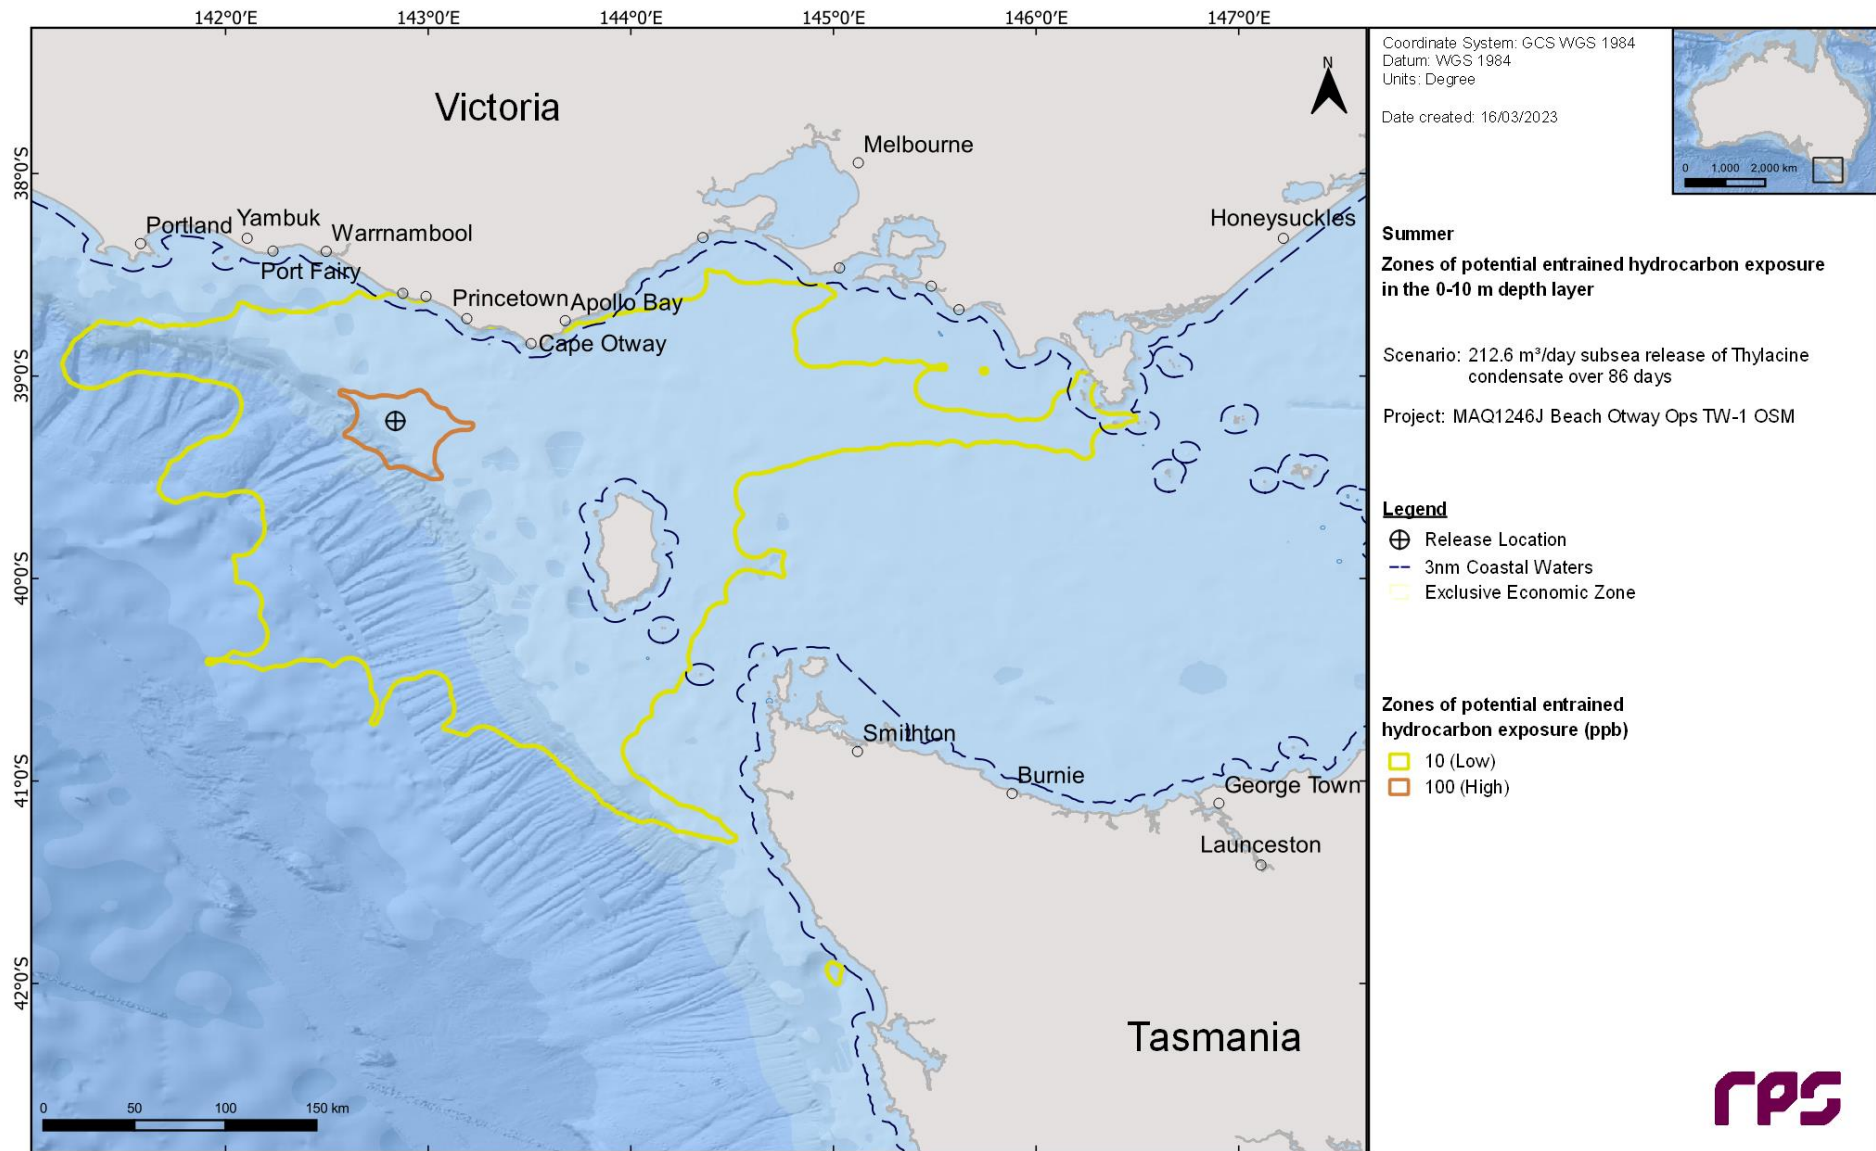 142°0'E 143°0'E 144°0'E 145°0'E 146°0'E 147°0'E
38°0'S
39°0'S
40°0'S
41°0'S
42°0'S
Victoria
N
Melbourne
Honeysuckles
Portland
Yambuk
Warrnambool
Port Fairy
Princetown
Apollo Bay
Cape Otway
Smithton
Burnie
George Town
Launceston
Tasmania
0 50 100 150 km
Coordinate System: GCS WGS 1984
Datum: WGS 1984
Units: Degree
Date created: 16/03/2023
0 1,000 2,000 km
Summer
Zones of potential entrained hydrocarbon exposure
in the 0-10 m depth layer
Scenario: 212.6 m³/day subsea release of Thylacine
condensate over 86 days
Project: MAQ1246J Beach Otway Ops TW-1 OSM
Legend
Release Location
3nm Coastal Waters
Exclusive Economic Zone
Zones of potential entrained
hydrocarbon exposure (ppb)
10 (Low)
100 (High)
rps